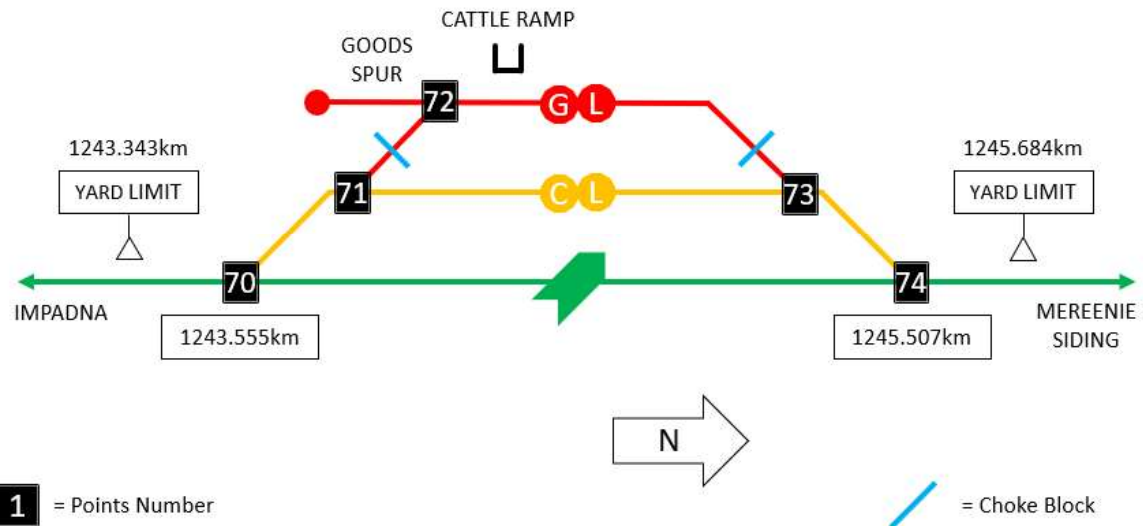 CATTLE RAMP
GOODS
SPUR
72
G L
1243.343km
YARD LIMIT
1245.684km
YARD LIMIT
71
C L
73
70
74
IMPADNA
MEREENIE
SIDING
1243.555km
1245.507km
N
1 = Points Number
= Choke Block